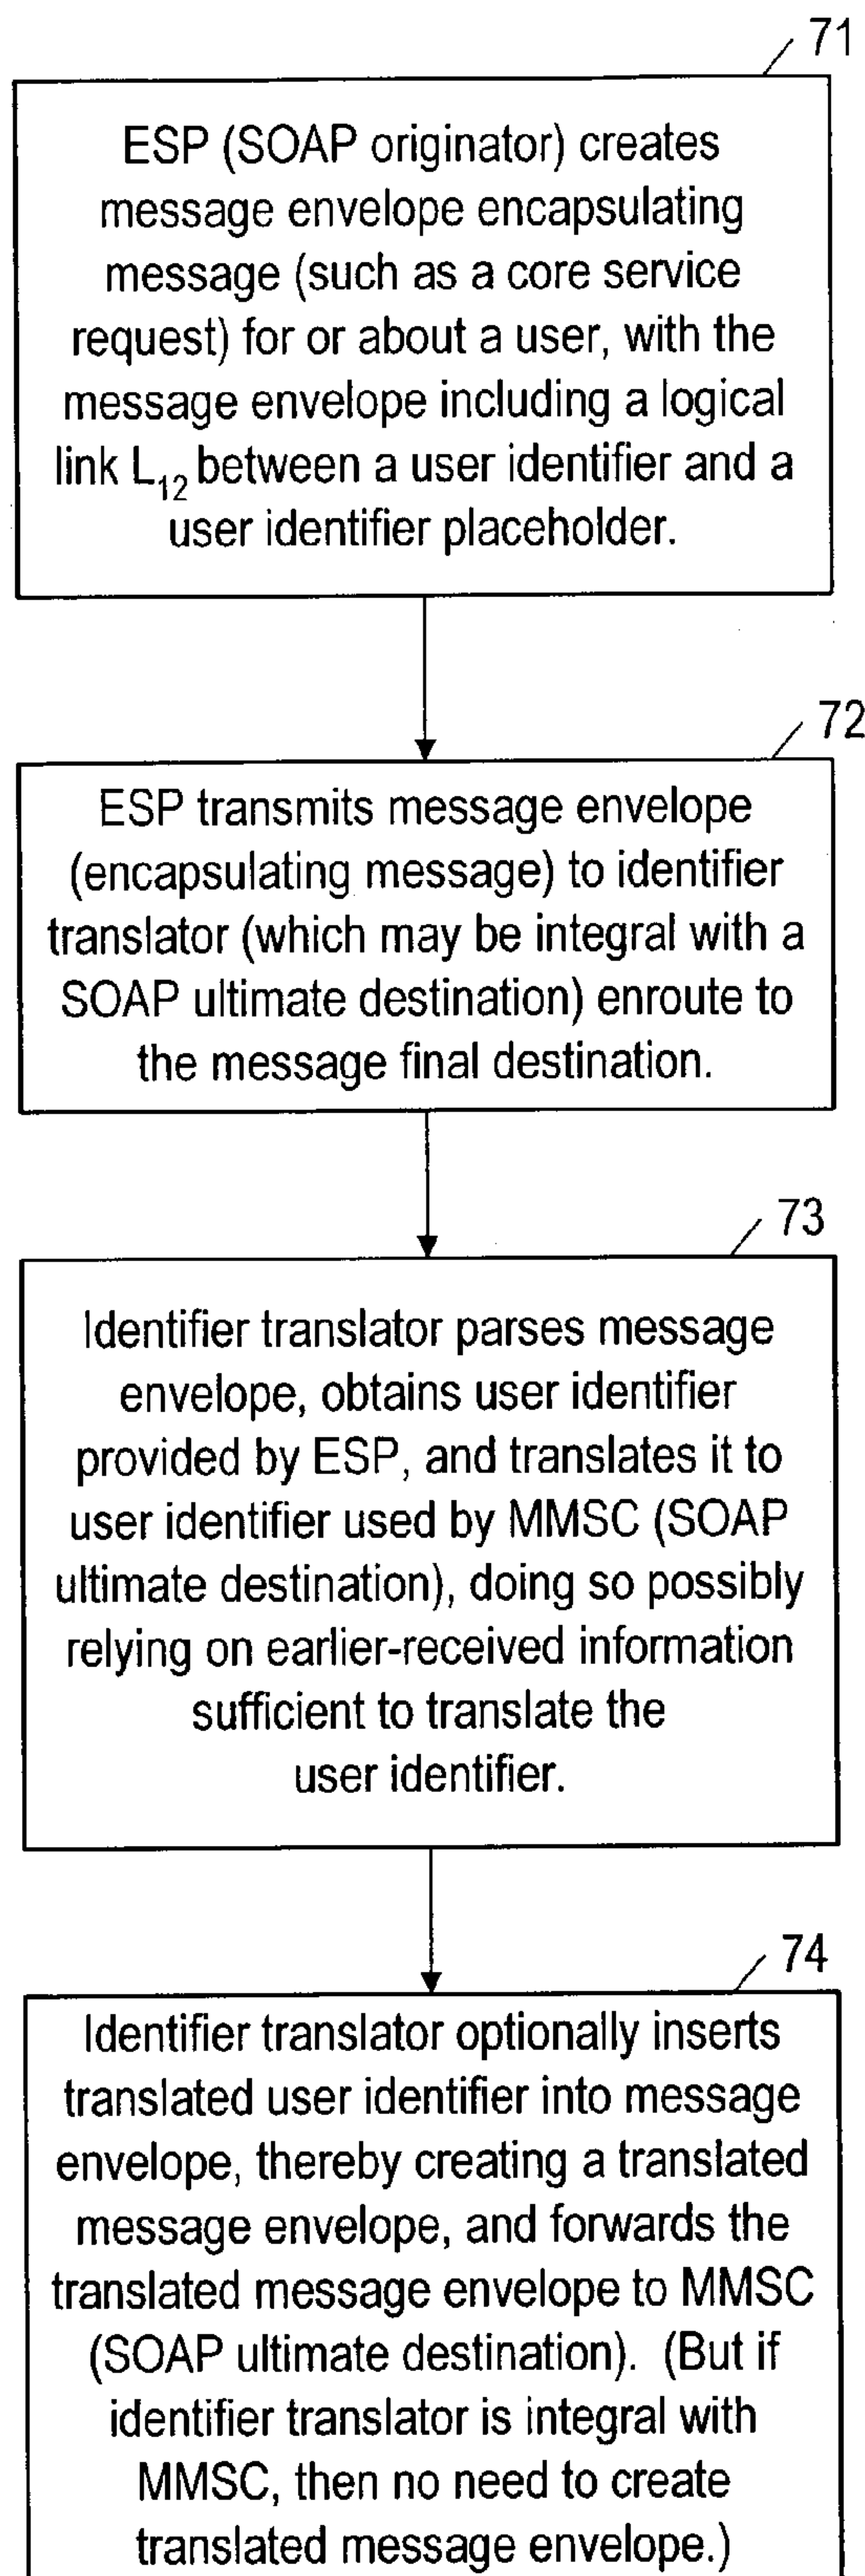 71
ESP (SOAP originator) creates
message envelope encapsulating
message (such as a core service
request) for or about a user, with the
message envelope including a logical
link L12 between a user identifier and a
user identifier placeholder.
72
ESP transmits message envelope
(encapsulating message) to identifier
translator (which may be integral with a
SOAP ultimate destination) enroute to
the message final destination.
73
Identifier translator parses message
envelope, obtains user identifier
provided by ESP, and translates it to
user identifier used by MMSC (SOAP
ultimate destination), doing so possibly
relying on earlier-received information
sufficient to translate the
user identifier.
74
Identifier translator optionally inserts
translated user identifier into message
envelope, thereby creating a translated
message envelope, and forwards the
translated message envelope to MMSC
(SOAP ultimate destination). (But if
identifier translator is integral with
MMSC, then no need to create
translated message envelope.)